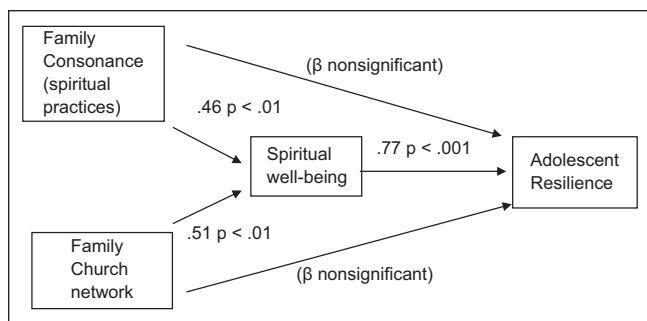 Family
Consonance
(spiritual
practices)
(β nonsignificant)
.46 p < .01
Spiritual
well-being
.77 p < .001
Adolescent
Resilience
.51 p < .01
Family
Church
network
(β nonsignificant)